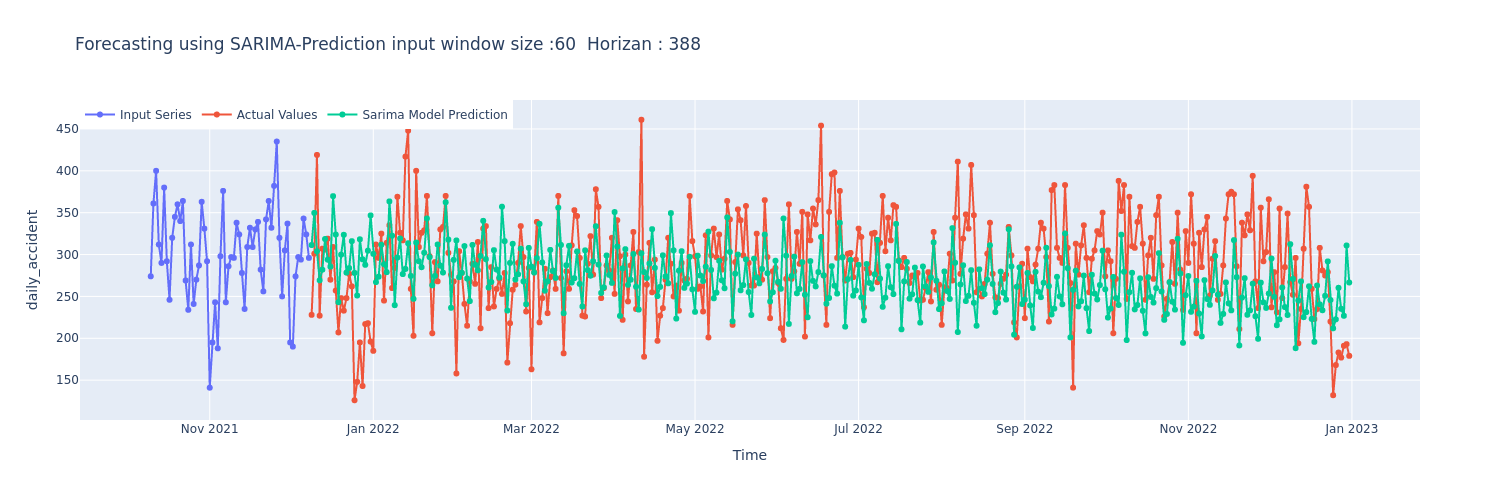 Forecasting using SARIMA-Prediction input window size :60  Horizan : 388
Input Series
Actual Values
Sarima Model Prediction
450
400
350
300
250
200
150
daily_accident
Nov 2021
Jan 2022
Mar 2022
May 2022
Jul 2022
Sep 2022
Nov 2022
Jan 2023
Time